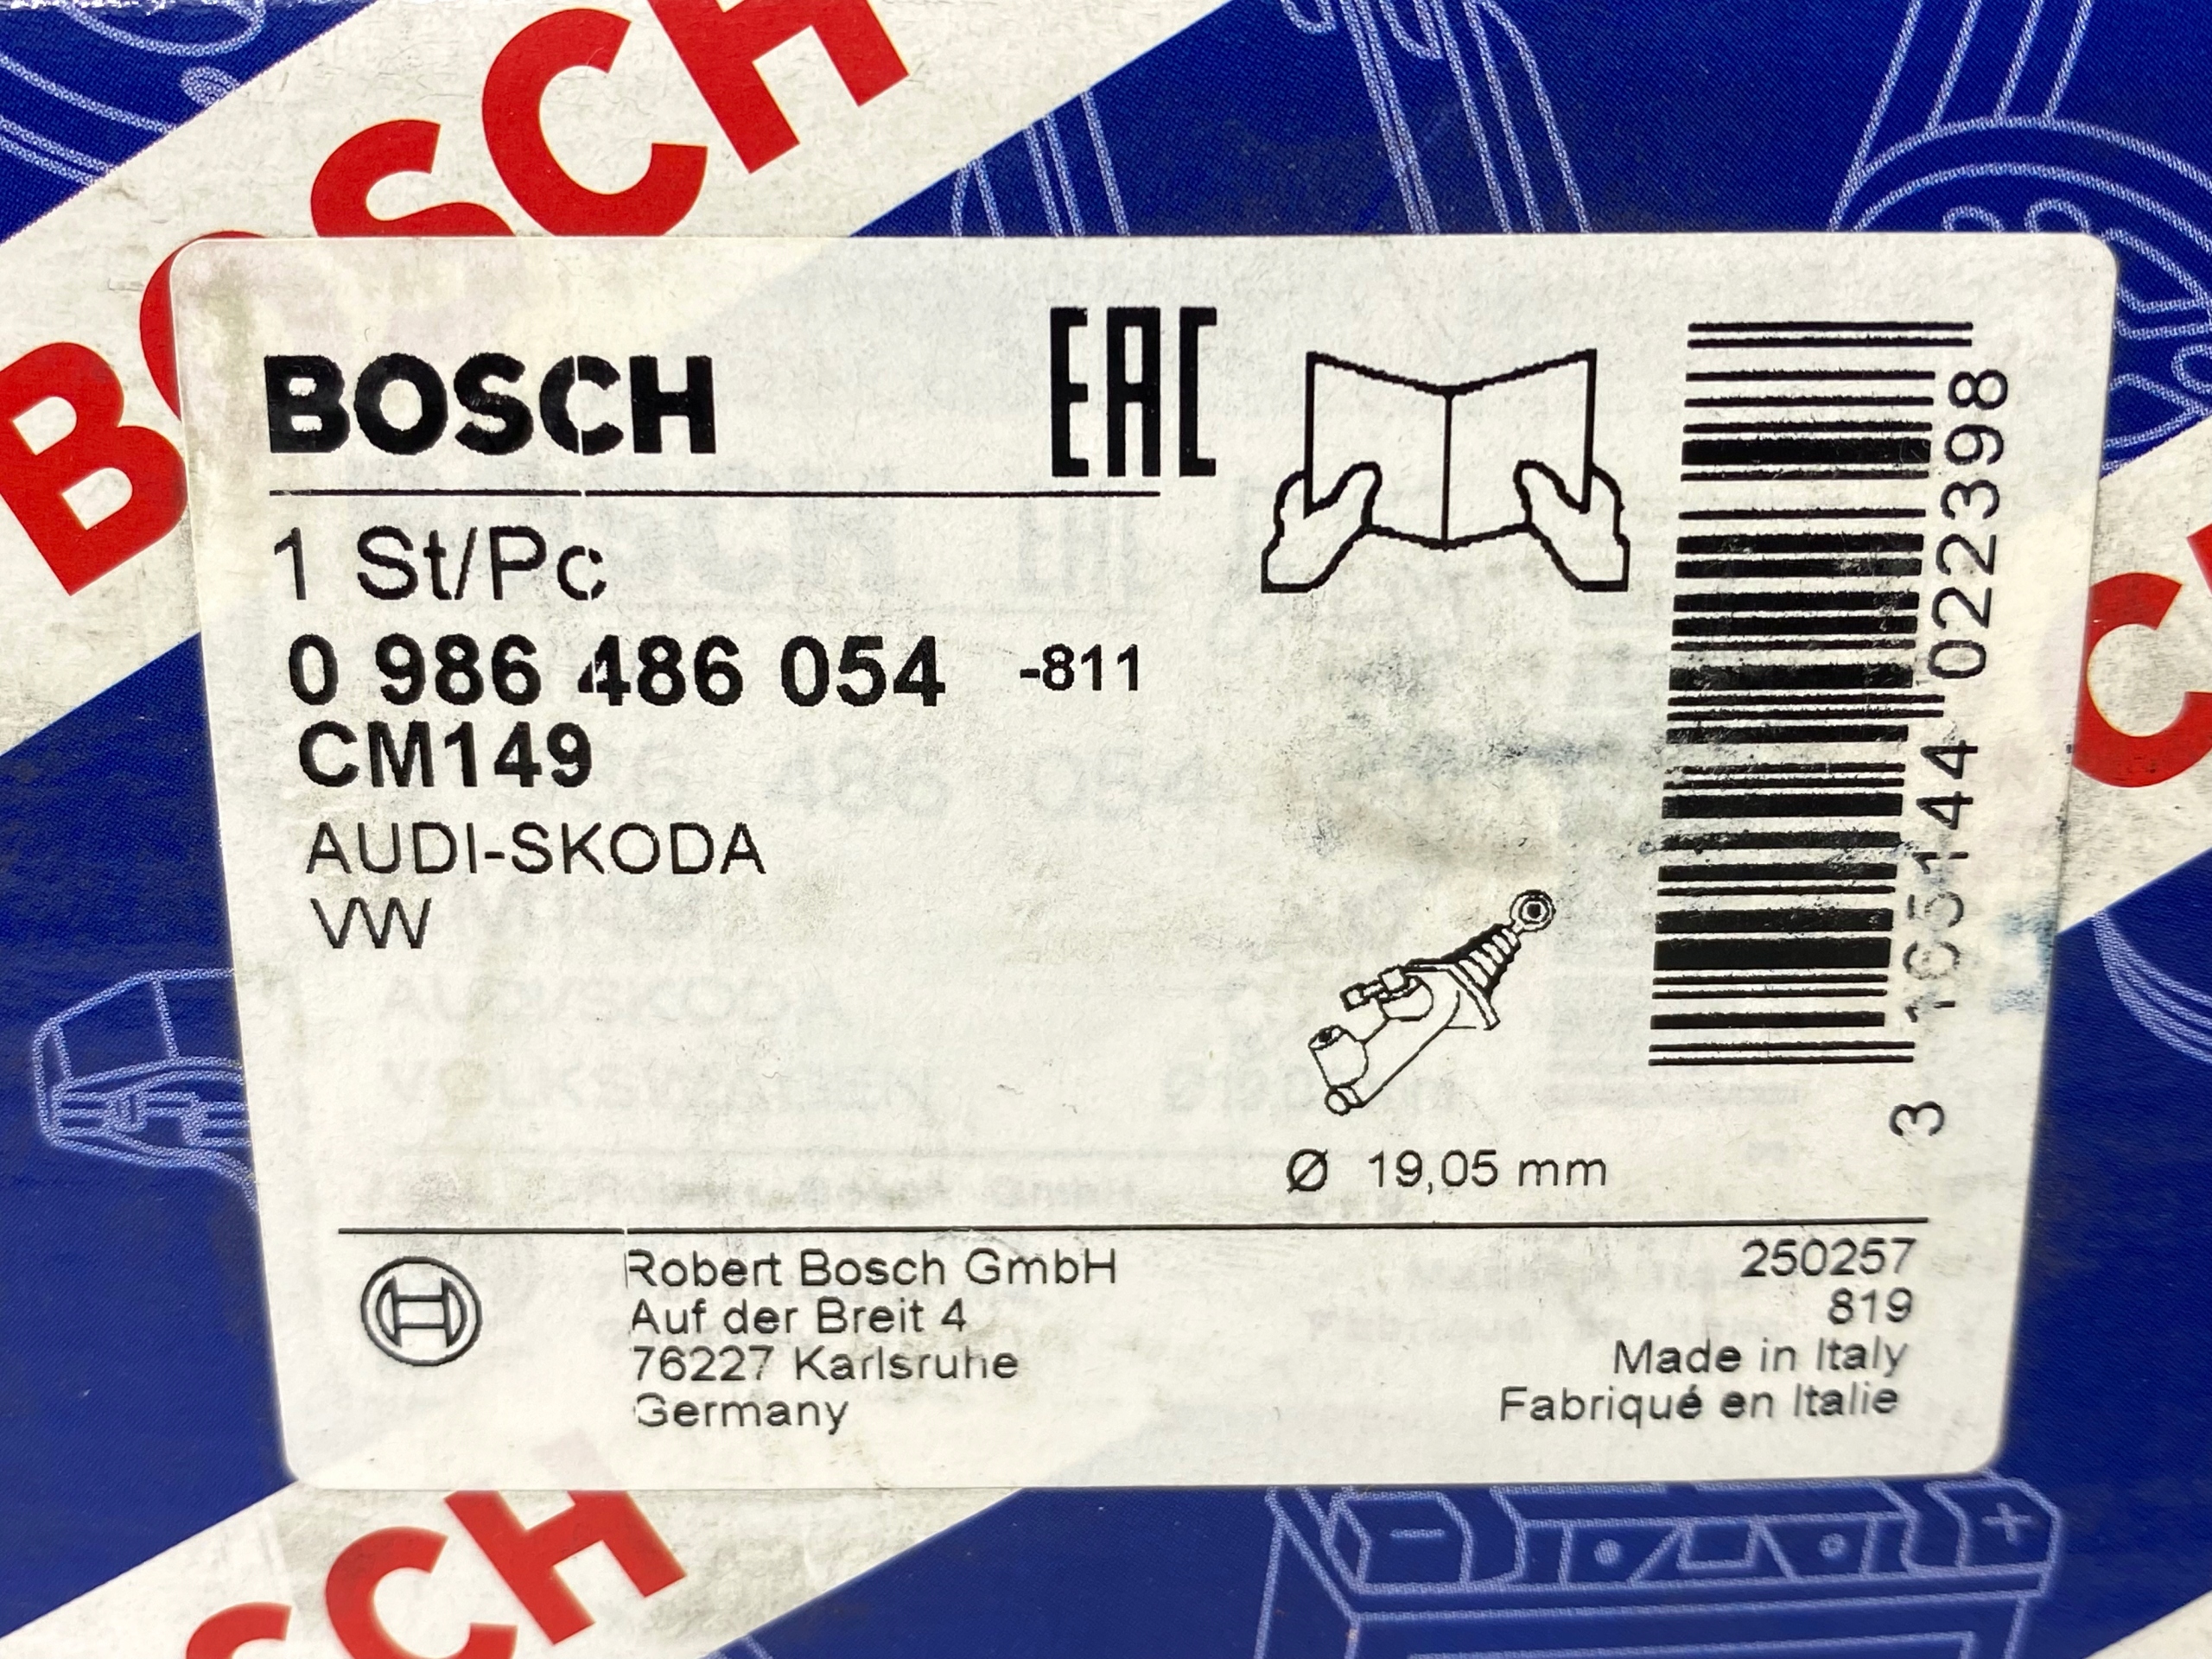 BOSCH
BOSCH
EAC
1 St/Pc
0 986 486 054 -811
CM149
AUDI-SKODA
VW
3 165144 022398
Ø 19,05 mm
Robert Bosch GmbH
Auf der Breit 4
76227 Karlsruhe
Germany
250257
819
Made in Italy
Fabriqué en Italie
C
SCH